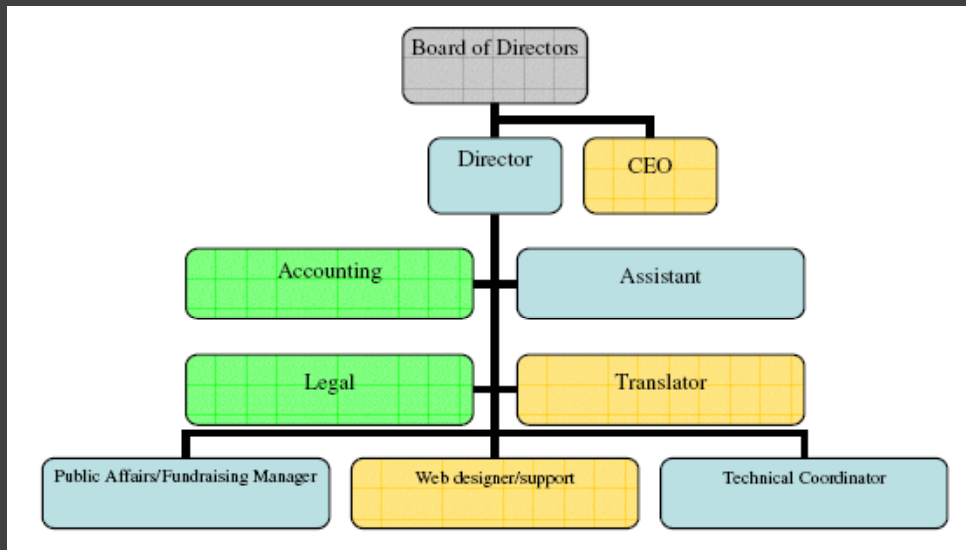 Board of Directors
Director
CEO
Accounting
Assistant
Legal
Translator
Public Affairs/Fundraising Manager
Web designer/support
Technical Coordinator